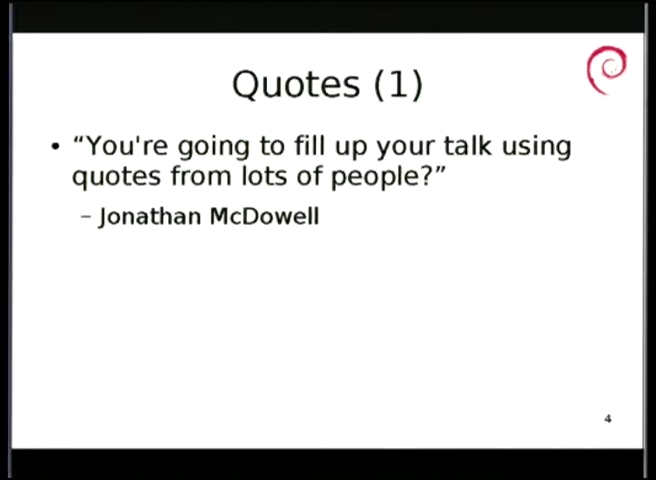 Quotes (1)
• “You're going to fill up your talk using
quotes from lots of people?”
– Jonathan McDowell
4